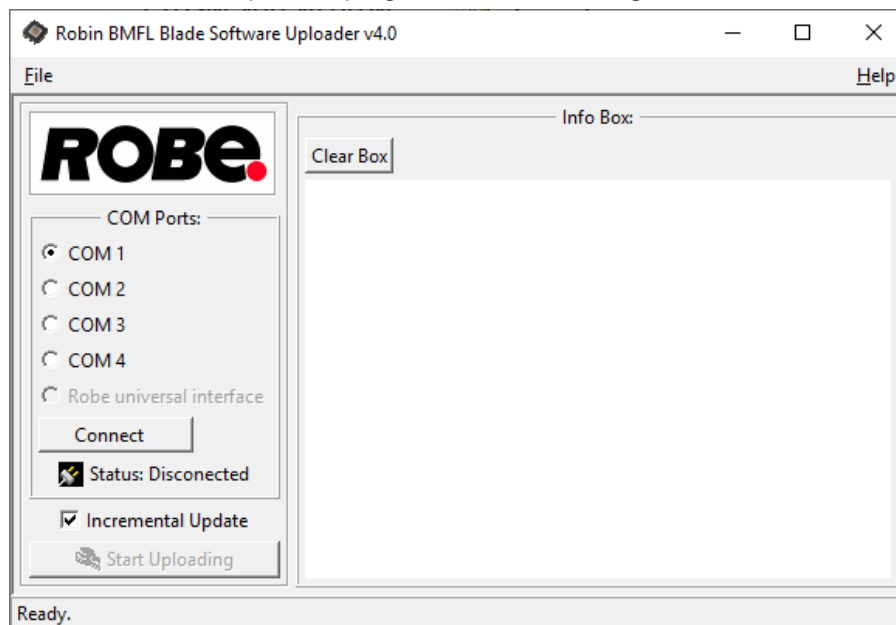 Robin BMFL Blade Software Uploader v4.0
File
Help
ROBE
Info Box:
Clear Box
COM Ports:
COM 1
COM 2
COM 3
COM 4
Robe universal interface
Connect
Status: Disconected
Incremental Update
Start Uploading
Ready.